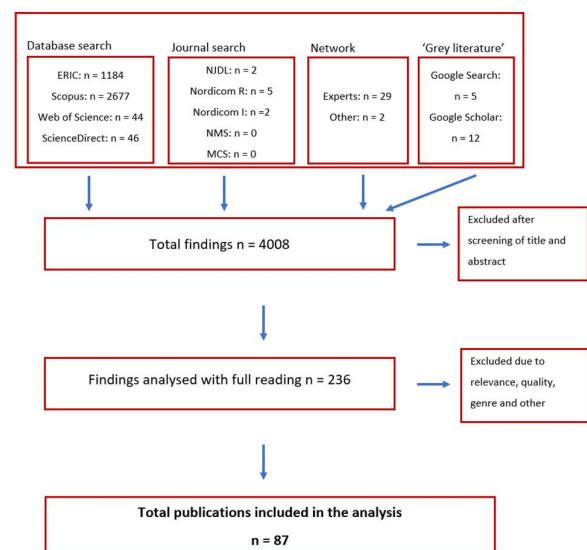 Database search
ERIC: n = 1184
Scopus: n = 2677
Web of Science: n = 44
ScienceDirect: n = 46
Journal search
NJDL: n = 2
Nordicom R: n = 5
Nordicom I: n =2
NMS: n = 0
MCS: n = 0
Network
Experts: n = 29
Other: n = 2
‘Grey literature’
Google Search:
n = 5
Google Scholar:
n = 12
Total findings n = 4008
Excluded after
screening of title and
abstract
Findings analysed with full reading n = 236
Excluded due to
relevance, quality,
genre and other
Total publications included in the analysis
n = 87